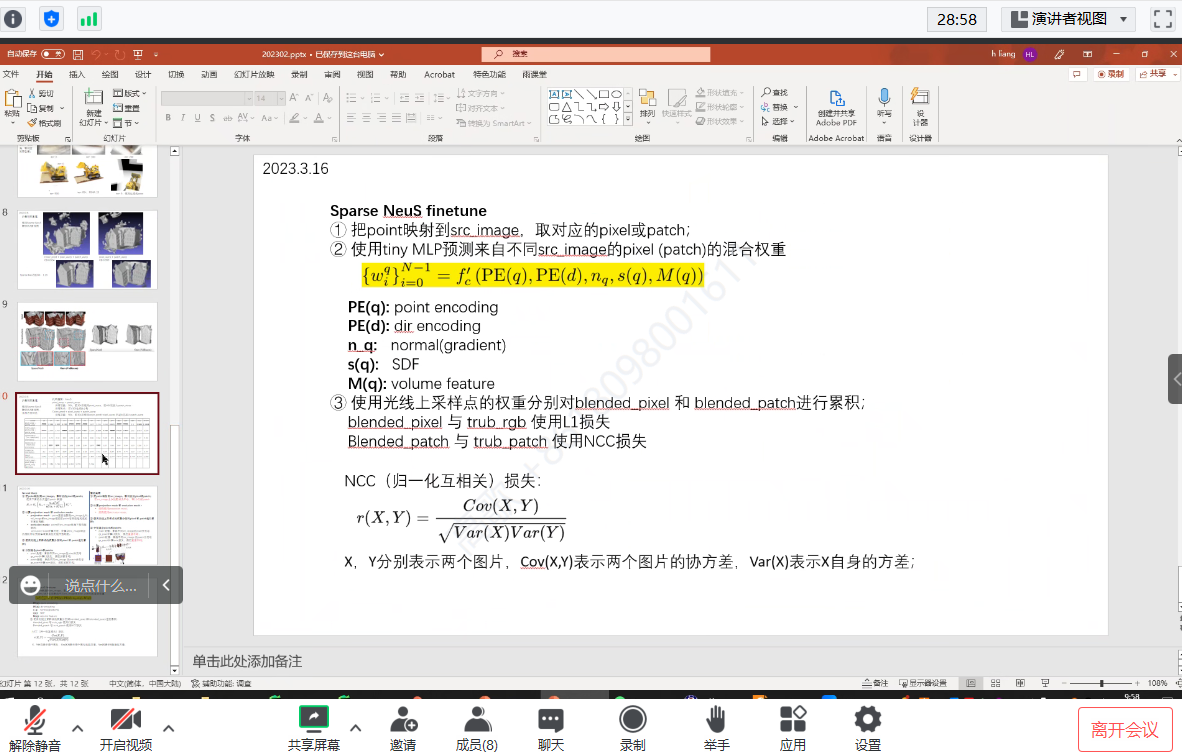 28:58
演讲者视图
自动保存
202302.pptx • 已保存到这台电脑
搜索
h liang
HL
文件 开始 插入 绘图 设计 切换 动画 幻灯片放映 录制 审阅 视图 帮助 Acrobat 特色功能 雨课堂
录制
共享
粘贴
剪切
复制
格式刷
新建
幻灯片
版式
重置
节
14
文字方向
对齐文本
转换为 SmartArt
排列
快速样式
形状填充
形状轮廓
形状效果
查找
替换
选择
创建并共享
Adobe PDF
听写
设
计器
剪贴板 幻灯片 字体 段落 绘图 编辑 Adobe Acrobat 语音 设计器
8
9
0
1
2
2023.3.16
Sparse NeuS finetune
① 把point映射到src_image，取对应的pixel或patch；
② 使用tiny MLP预测来自不同src_image的pixel (patch)的混合权重
{w_i^q}_{i=0}^{N−1} = f′_c (PE(q), PE(d), n_q, s(q), M(q))
PE(q): point encoding
PE(d): dir encoding
n_q: normal(gradient)
s(q): SDF
M(q): volume feature
③ 使用光线上采样点的权重分别对blended_pixel 和 blended_patch进行累积；
blended_pixel 与 trub_rgb 使用L1损失
Blended_patch 与 trub_patch 使用NCC损失
NCC（归一化互相关）损失：
r(X,Y) = Cov(X,Y) / √Var(X)Var(Y)
X，Y分别表示两个图片，Cov(X,Y)表示两个图片的协方差，Var(X)表示X自身的方差；
说点什么...
单击此处添加备注
幻灯片 第 12 张，共 12 张
中文(简体，中国大陆)
辅助功能: 调查
备注
显示器设置
108%
9:58
解除静音
开启视频
共享屏幕
邀请
成员(8)
聊天
录制
举手
应用
设置
离开会议